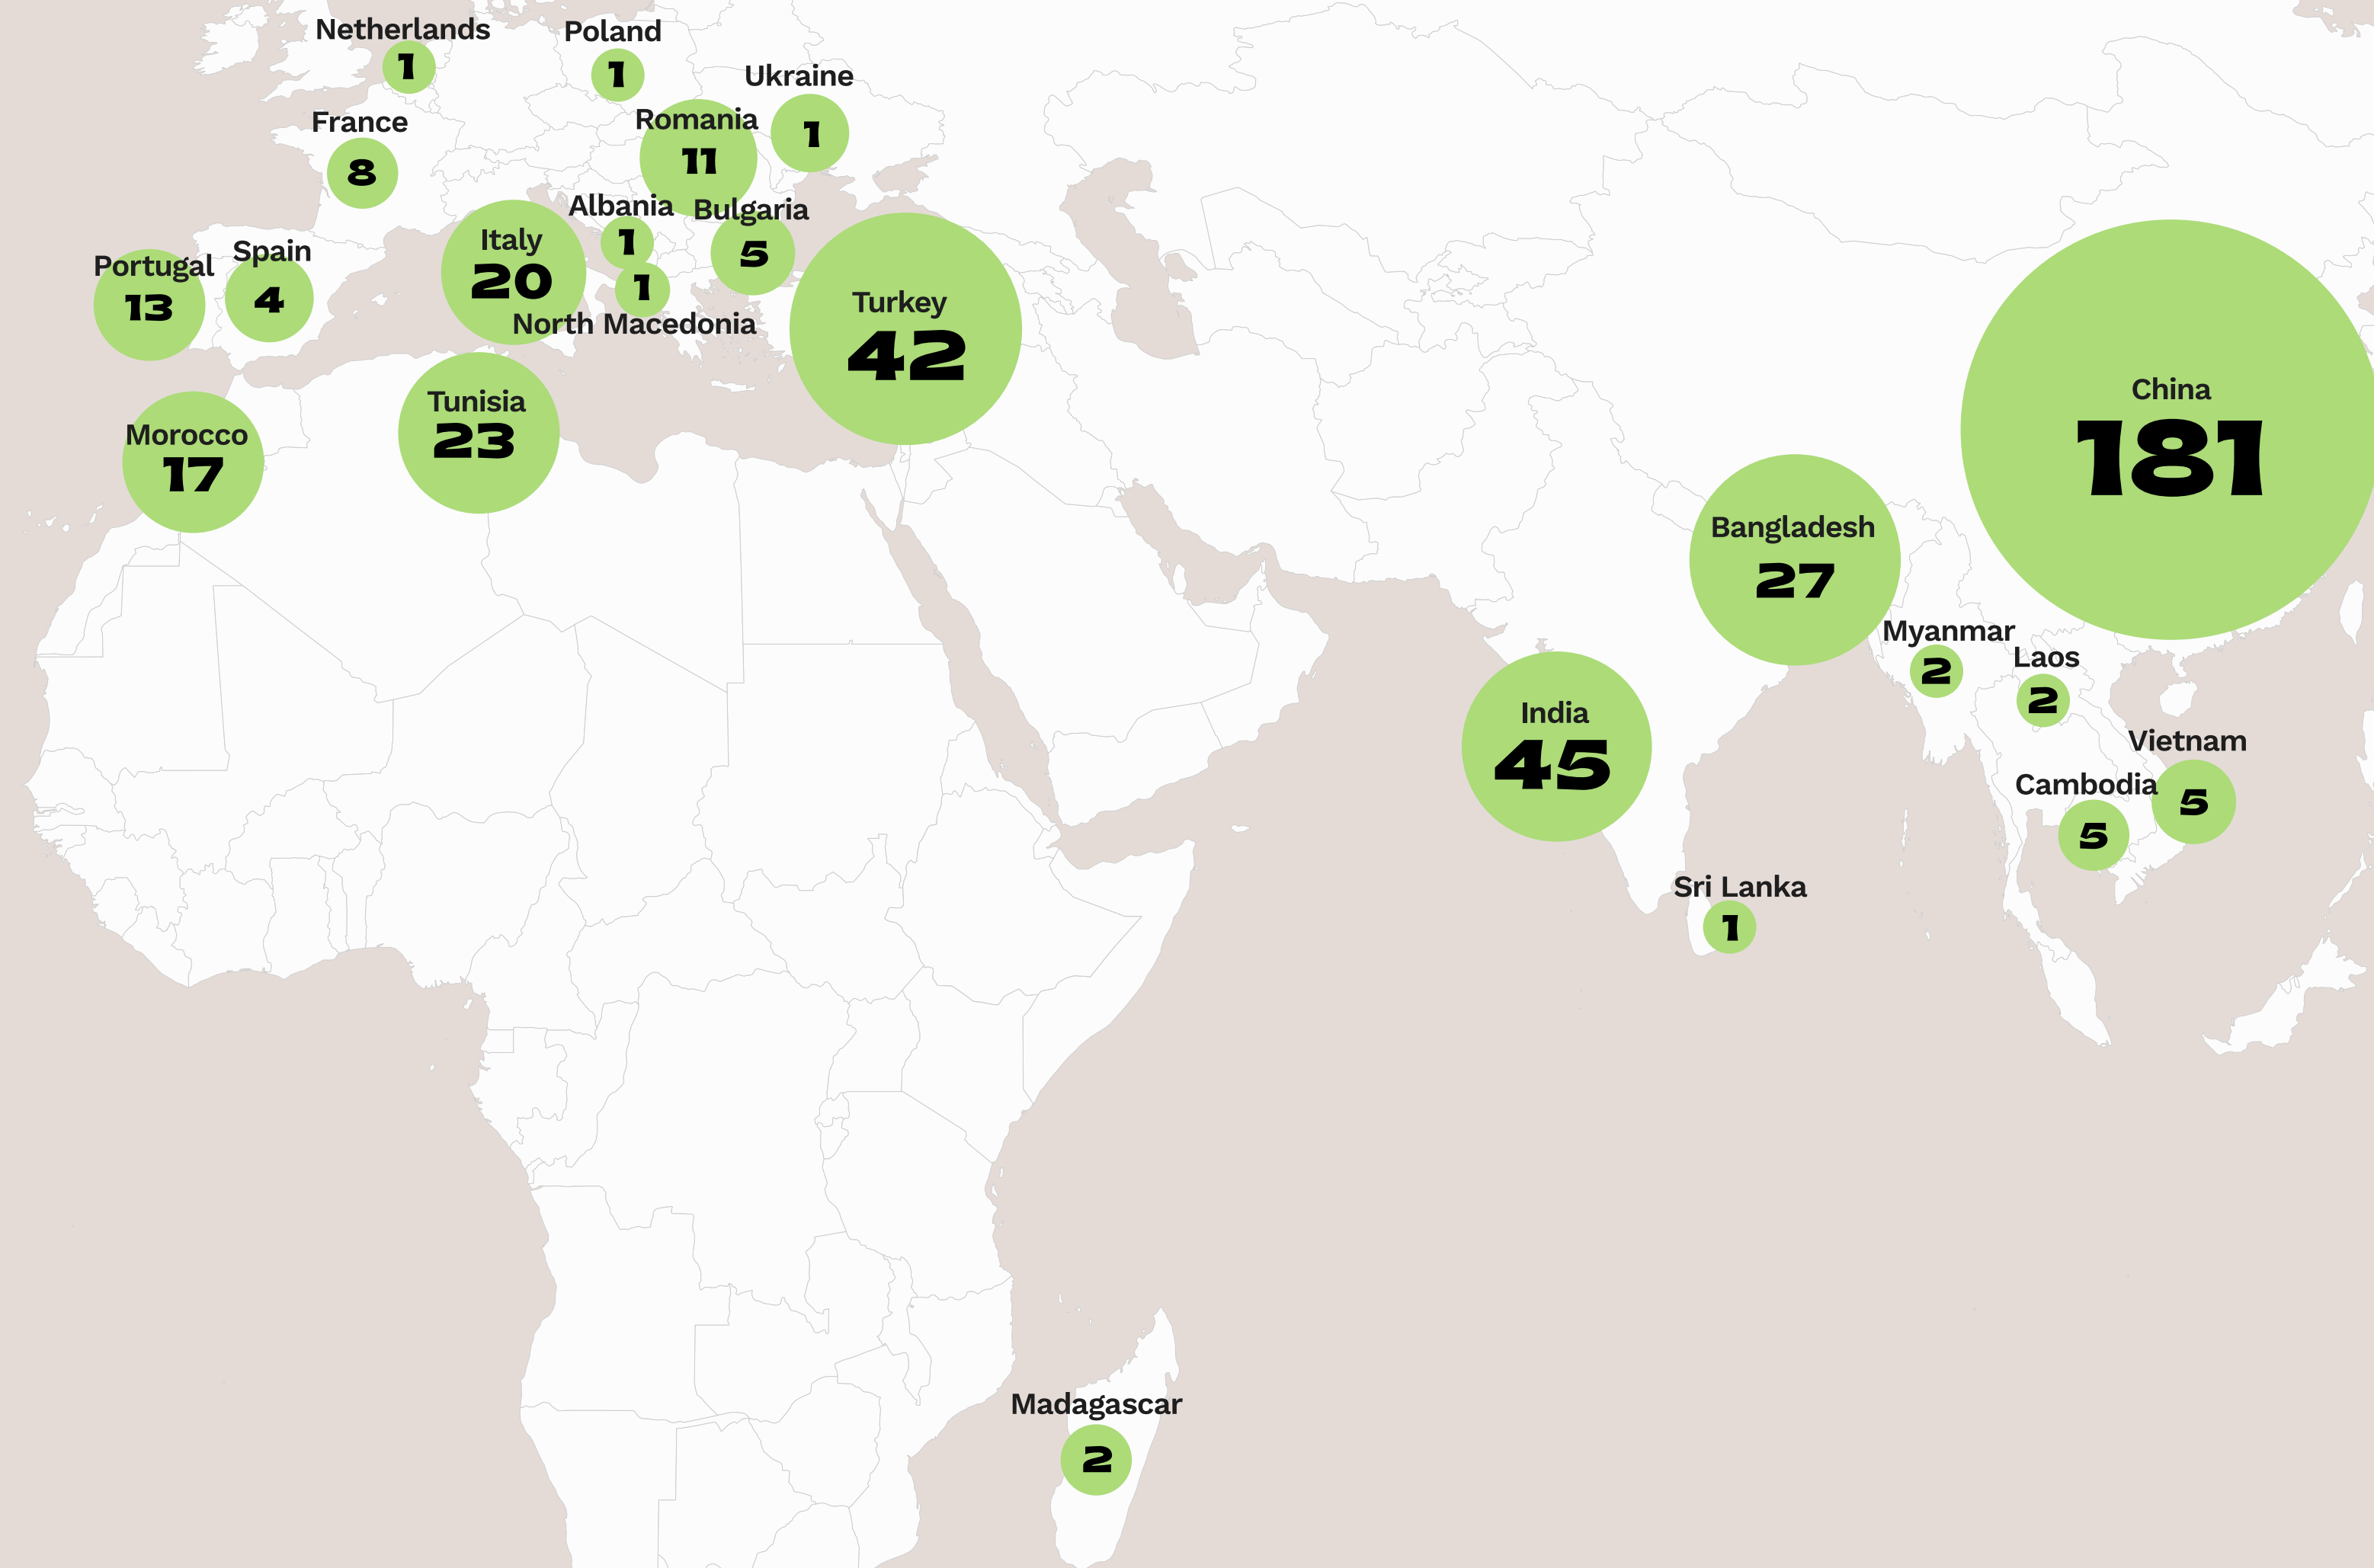 Netherlands
1
Poland
1
Ukraine
1
France
8
Romania
11
Albania
1
Bulgaria
5
Italy
20
Spain
4
Portugal
13
1
North Macedonia
Turkey
42
Tunisia
23
Morocco
17
China
181
Bangladesh
27
Myanmar
2
Laos
2
India
45
Vietnam
5
Cambodia
5
Sri Lanka
1
Madagascar
2